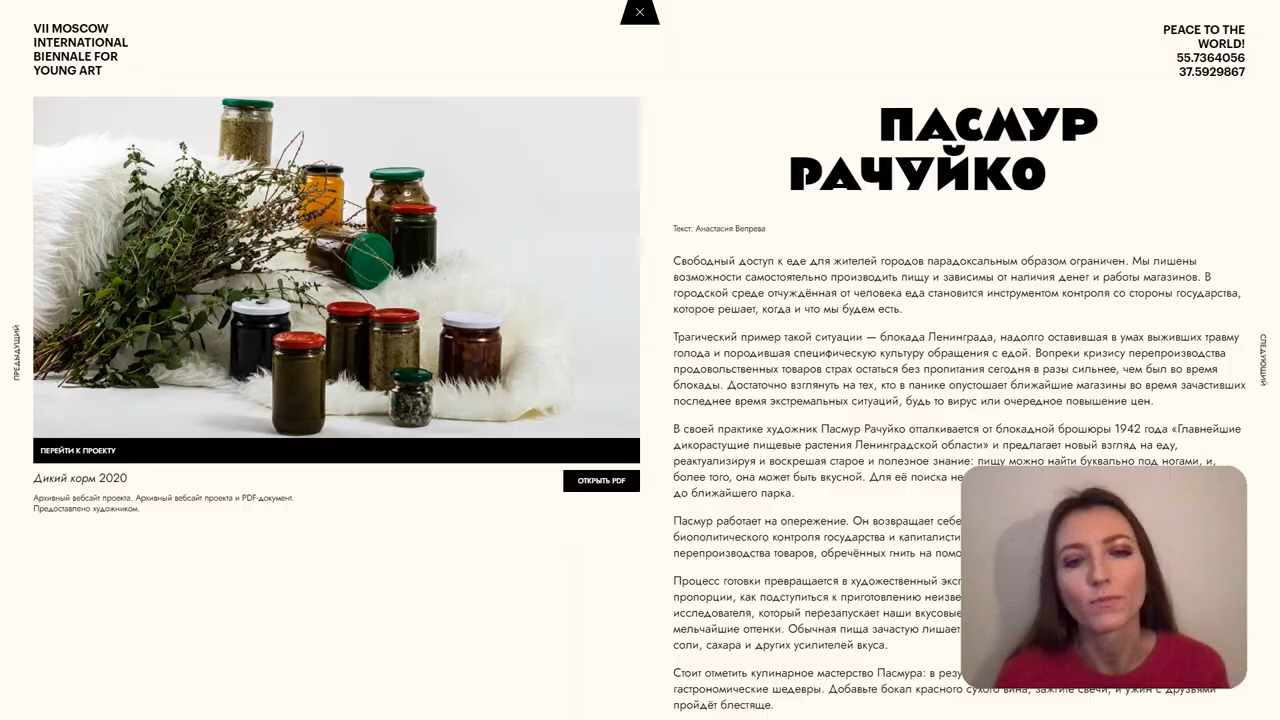 VII MOSCOW
INTERNATIONAL
BIENNALE FOR
YOUNG ART
PEACE TO THE
WORLD!
55.7364056
37.5929867
ПРЕДЫДУЩИЙ
ПЕРЕЙТИ К ПРОЕКТУ
Дикий корм 2020
ОТКРЫТЬ PDF
Архивный вебсайт проекта. Архивный вебсайт проекта и PDF-документ.
Предоставлено художником.
ПАСМУР
РАЧУЙКО
Текст: Анастасия Вепрева
Свободный доступ к еде для жителей городов парадоксальным образом ограничен. Мы лишены
возможности самостоятельно производить пищу и зависимы от наличия денег и работы магазинов. В
городской среде отчуждённая от человека еда становится инструментом контроля со стороны государства,
которое решает, когда и что мы будем есть.
Трагический пример такой ситуации — блокада Ленинграда, надолго оставившая в умах выживших травму
голода и породившая специфическую культуру обращения с едой. Вопреки кризису перепроизводства
продовольственных товаров страх остаться без пропитания сегодня в разы сильнее, чем был во время
блокады. Достаточно взглянуть на тех, кто в панике опустошает ближайшие магазины во время зачастивших
последнее время экстремальных ситуаций, будь то вирус или очередное повышение цен.
В своей практике художник Пасмур Рачуйко отталкивается от блокадной брошюры 1942 года «Главнейшие
дикорастущие пищевые растения Ленинградской области» и предлагает новый взгляд на еду,
реактуализируя и воскрешая старое и полезное знание: пищу можно найти буквально под ногами, и,
более того, она может быть вкусной. Для её поиска не
до ближайшего парка.
Пасмур работает на опережение. Он возвращает себе
биополитического контроля государства и капиталисти
перепроизводства товаров, обречённых гнить на помо
Процесс готовки превращается в художественный эксп
пропорции, как подступиться к приготовлению неизве
исследователя, который перезапускает наши вкусовые
мельчайшие оттенки. Обычная пища зачастую лишает
соли, сахара и других усилителей вкуса.
Стоит отметить кулинарное мастерство Пасмура: в резу
гастрономические шедевры. Добавьте бокал красного сухого вина, зажгите свечи, и ужин с друзьями
пройдёт блестяще.
СЛЕДУЮЩИЙ